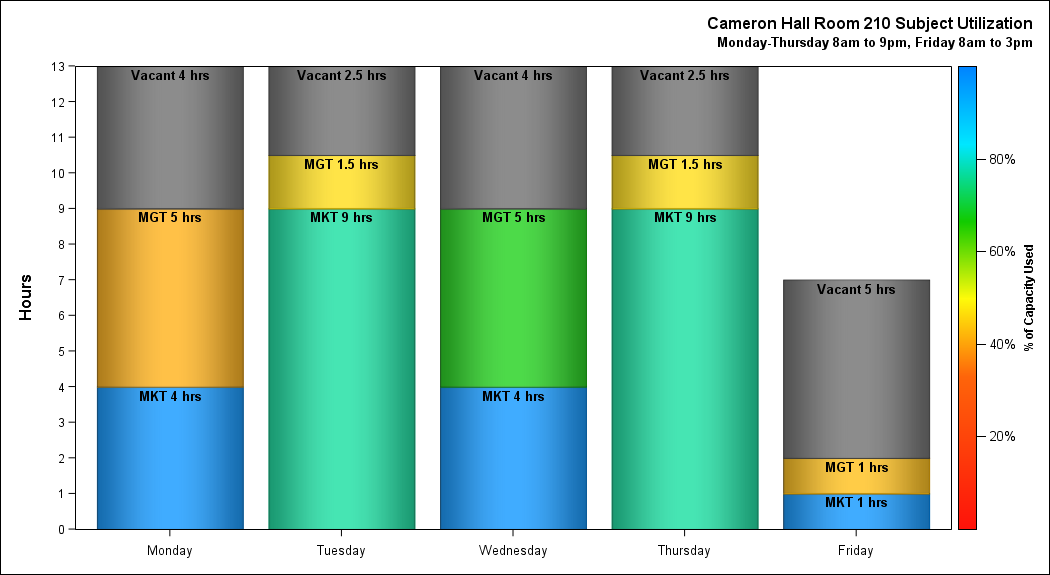 Cameron Hall Room 210 Subject Utilization
Monday-Thursday 8am to 9pm, Friday 8am to 3pm
Hours
13
12
11
10
9
8
7
6
5
4
3
2
1
0
Vacant 4 hrs
MGT 5 hrs
MKT 4 hrs
Vacant 2.5 hrs
MGT 1.5 hrs
MKT 9 hrs
Vacant 4 hrs
MGT 5 hrs
MKT 4 hrs
Vacant 2.5 hrs
MGT 1.5 hrs
MKT 9 hrs
Vacant 5 hrs
MGT 1 hrs
MKT 1 hrs
Monday
Tuesday
Wednesday
Thursday
Friday
80%
60%
40%
20%
% of Capacity Used